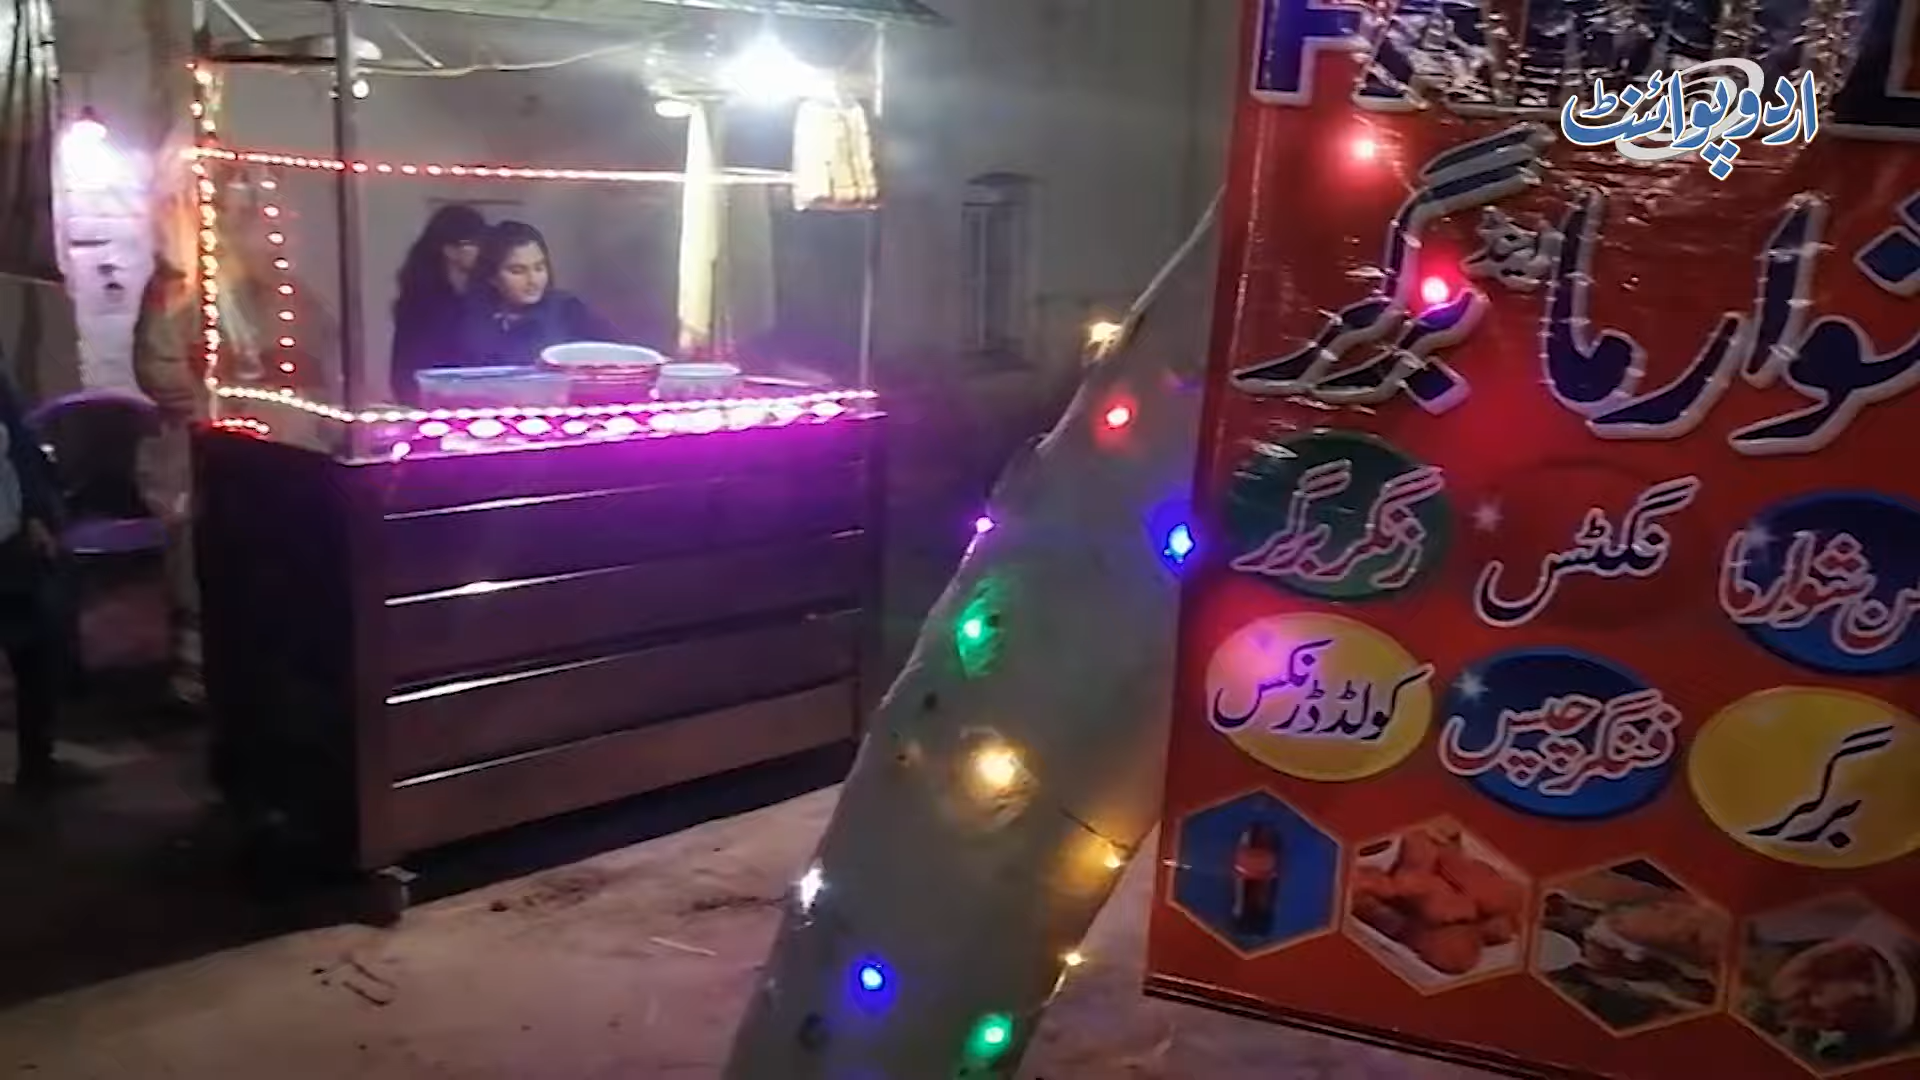 اردو پوائنٹ
شوارما اینڈ برگر
شوارما نگٹس زنگر برگر
برگر فنگر چپس کولڈ ڈرنکس